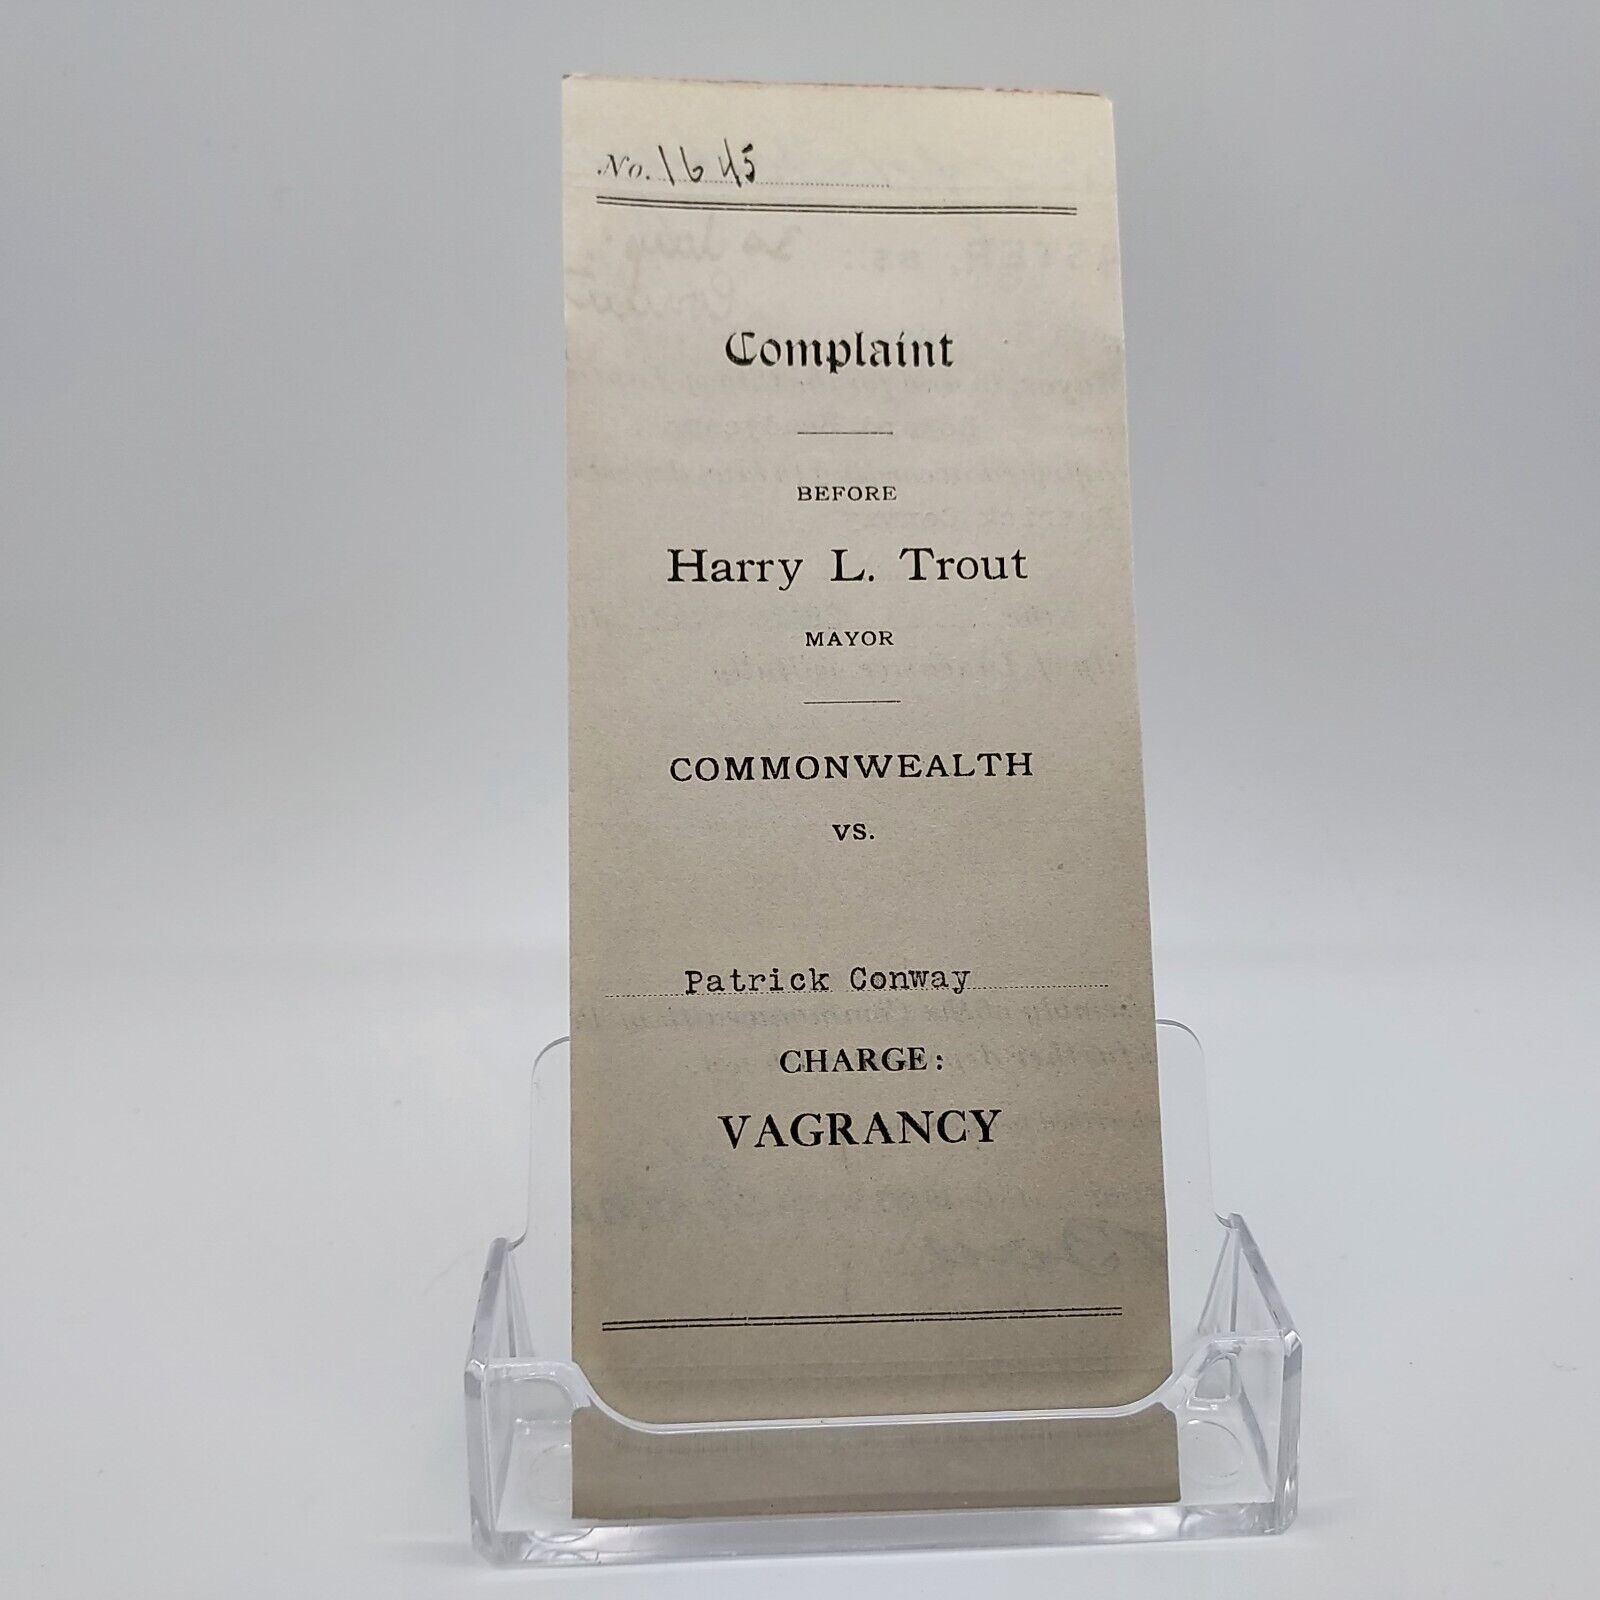 No. 1645
Complaint
BEFORE
Harry L. Trout
MAYOR
COMMONWEALTH
VS.
Patrick Conway
CHARGE:
VAGRANCY